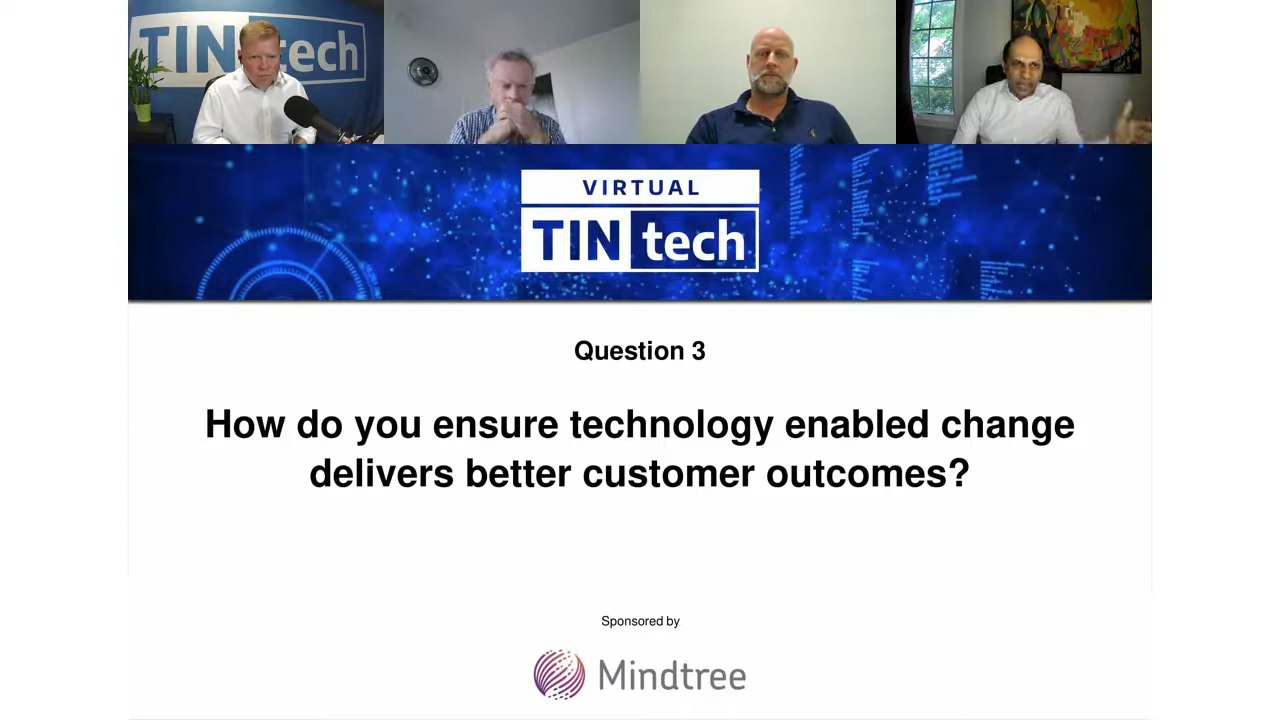 TIN tech
VIRTUAL
TIN tech
Question 3
How do you ensure technology enabled change
delivers better customer outcomes?
Sponsored by
Mindtree